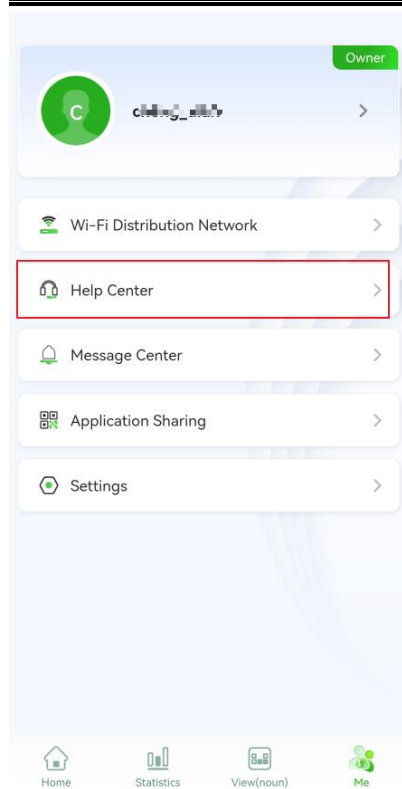 Owner
C
Wi-Fi Distribution Network
Help Center
Message Center
Application Sharing
Settings
Home
Statistics
View(noun)
Me